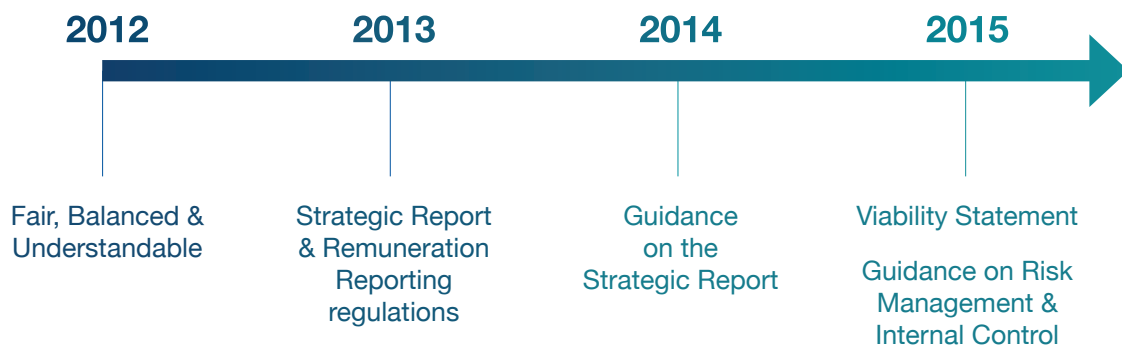 2012
2013
2014
2015
Fair, Balanced &
Understandable
Strategic Report
& Remuneration
Reporting
regulations
Guidance
on the
Strategic Report
Viability Statement
Guidance on Risk
Management &
Internal Control